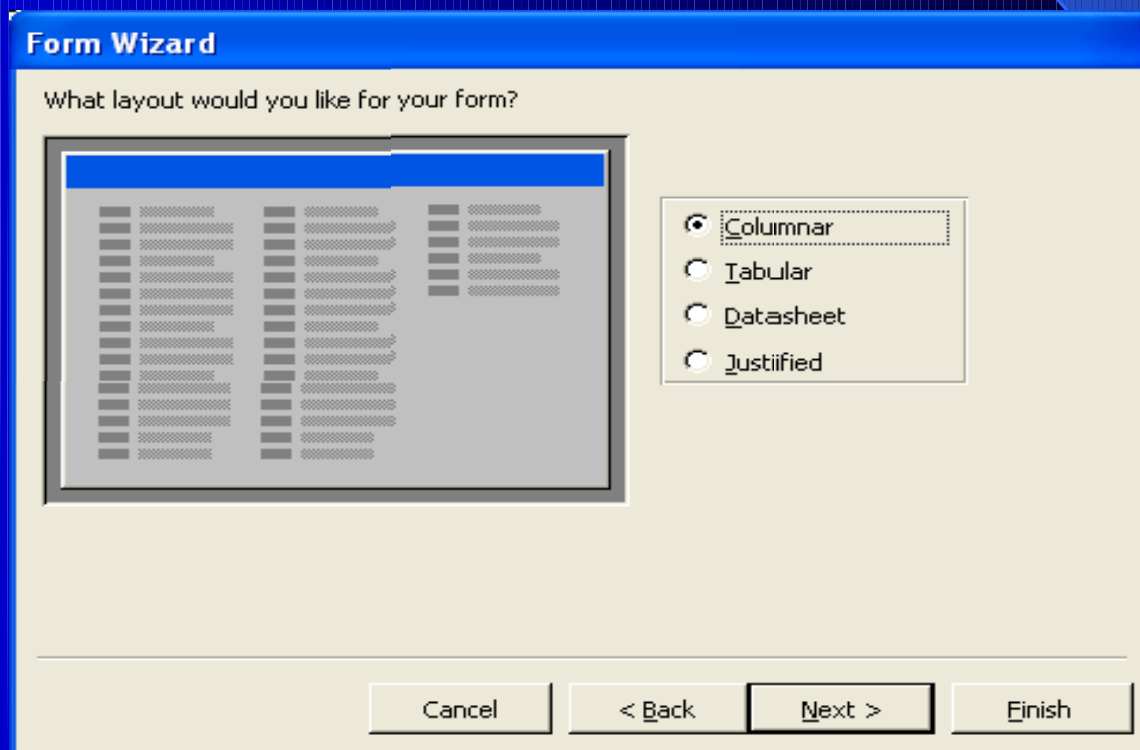 Form Wizard
What layout would you like for your form?
Columnar
Tabular
Datasheet
Justiified
Cancel
< Back
Next >
Finish